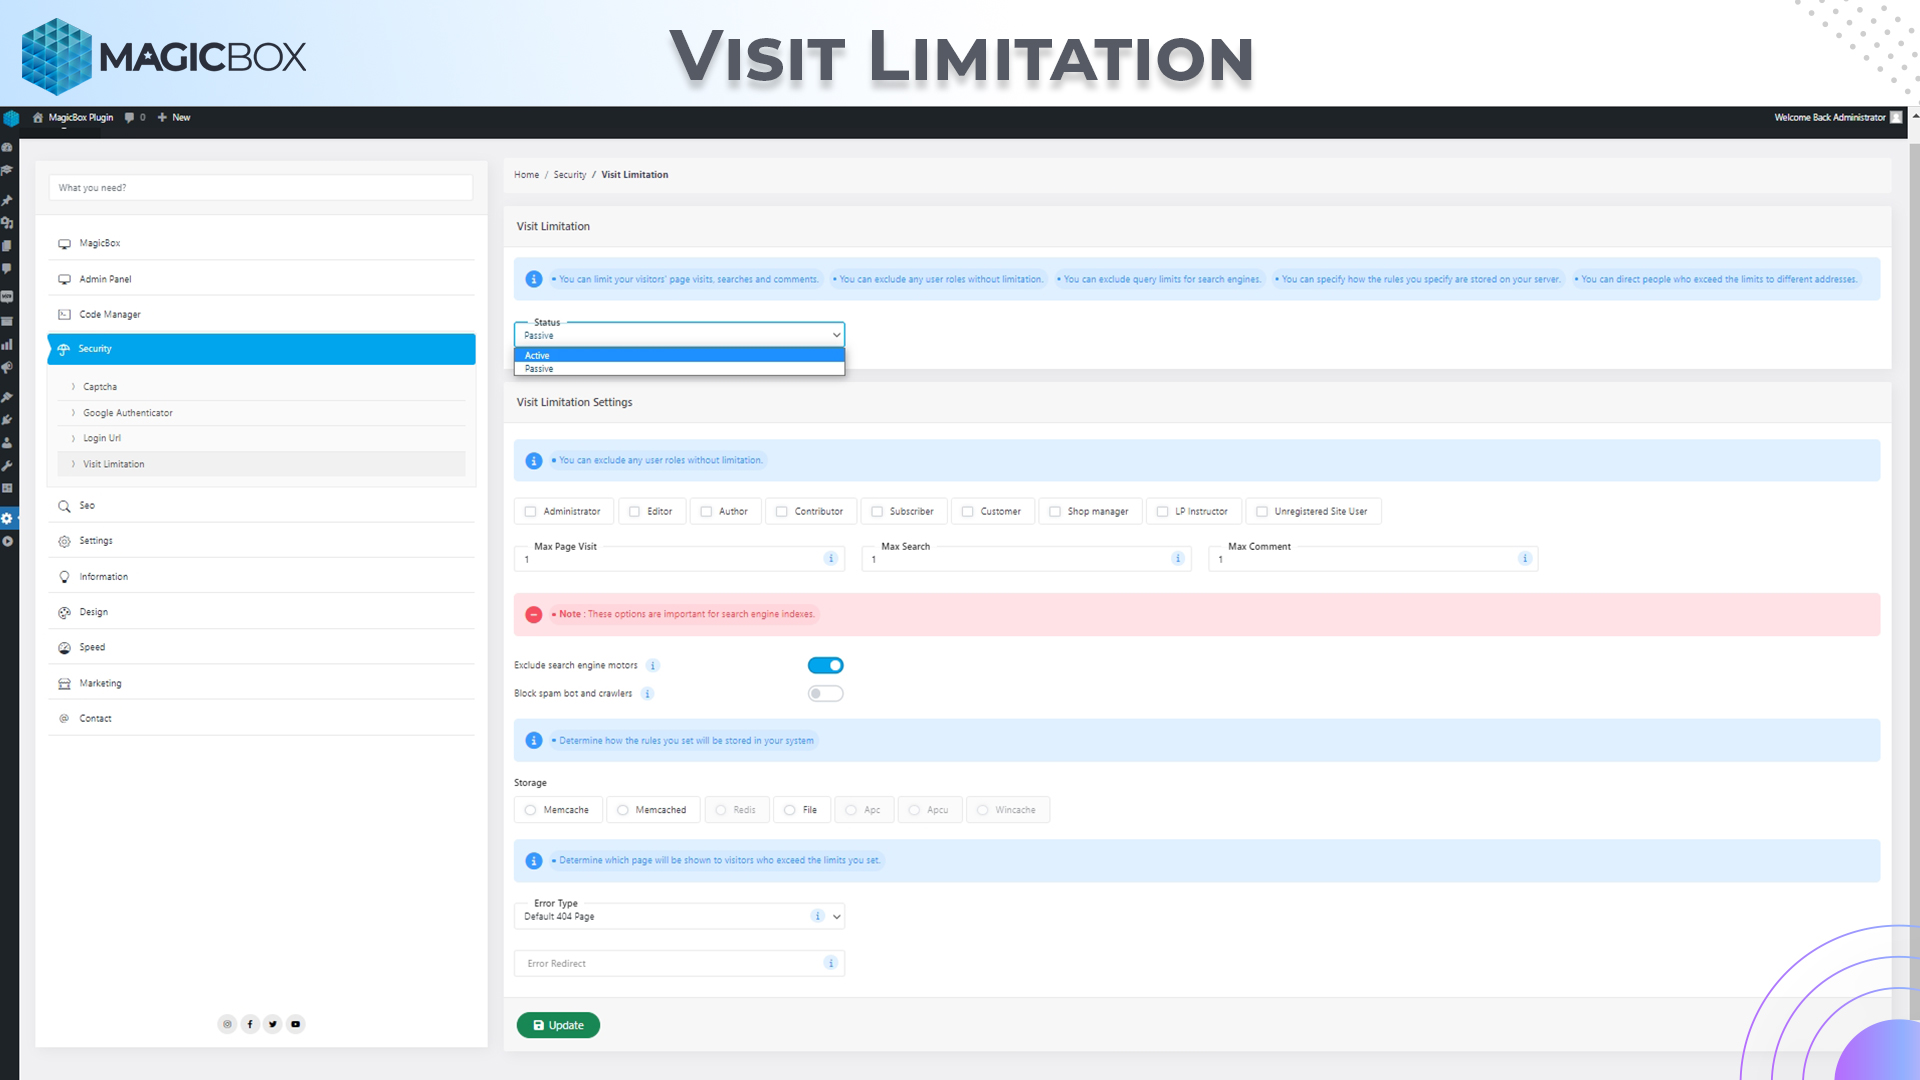 MAGICBOX
VISIT LIMITATION
MagicBox Plugin 0 New
Welcome Back Administrator
What you need?
MagicBox
Admin Panel
Code Manager
Security
Captcha
Google Authenticator
Login Url
Visit Limitation
Seo
Settings
Information
Design
Speed
Marketing
Contact
Home / Security / Visit Limitation
Visit Limitation
• You can limit your visitors' page visits, searches and comments. • You can exclude any user roles without limitation. • You can exclude query limits for search engines. • You can specify how the rules you specify are stored on your server. • You can direct people who exceed the limits to different addresses.
Status
Passive
Active
Passive
Visit Limitation Settings
• You can exclude any user roles without limitation.
Administrator Editor Author Contributor Subscriber Customer Shop manager LP Instructor Unregistered Site User
Max Page Visit Max Search Max Comment
1 1 1
• Note : These options are important for search engine indexes.
Exclude search engine motors
Block spam bot and crawlers
• Determine how the rules you set will be stored in your system
Storage
Memcache Memcached Redis File Apc Apcu Wincache
• Determine which page will be shown to visitors who exceed the limits you set.
Error Type
Default 404 Page
Error Redirect
Update